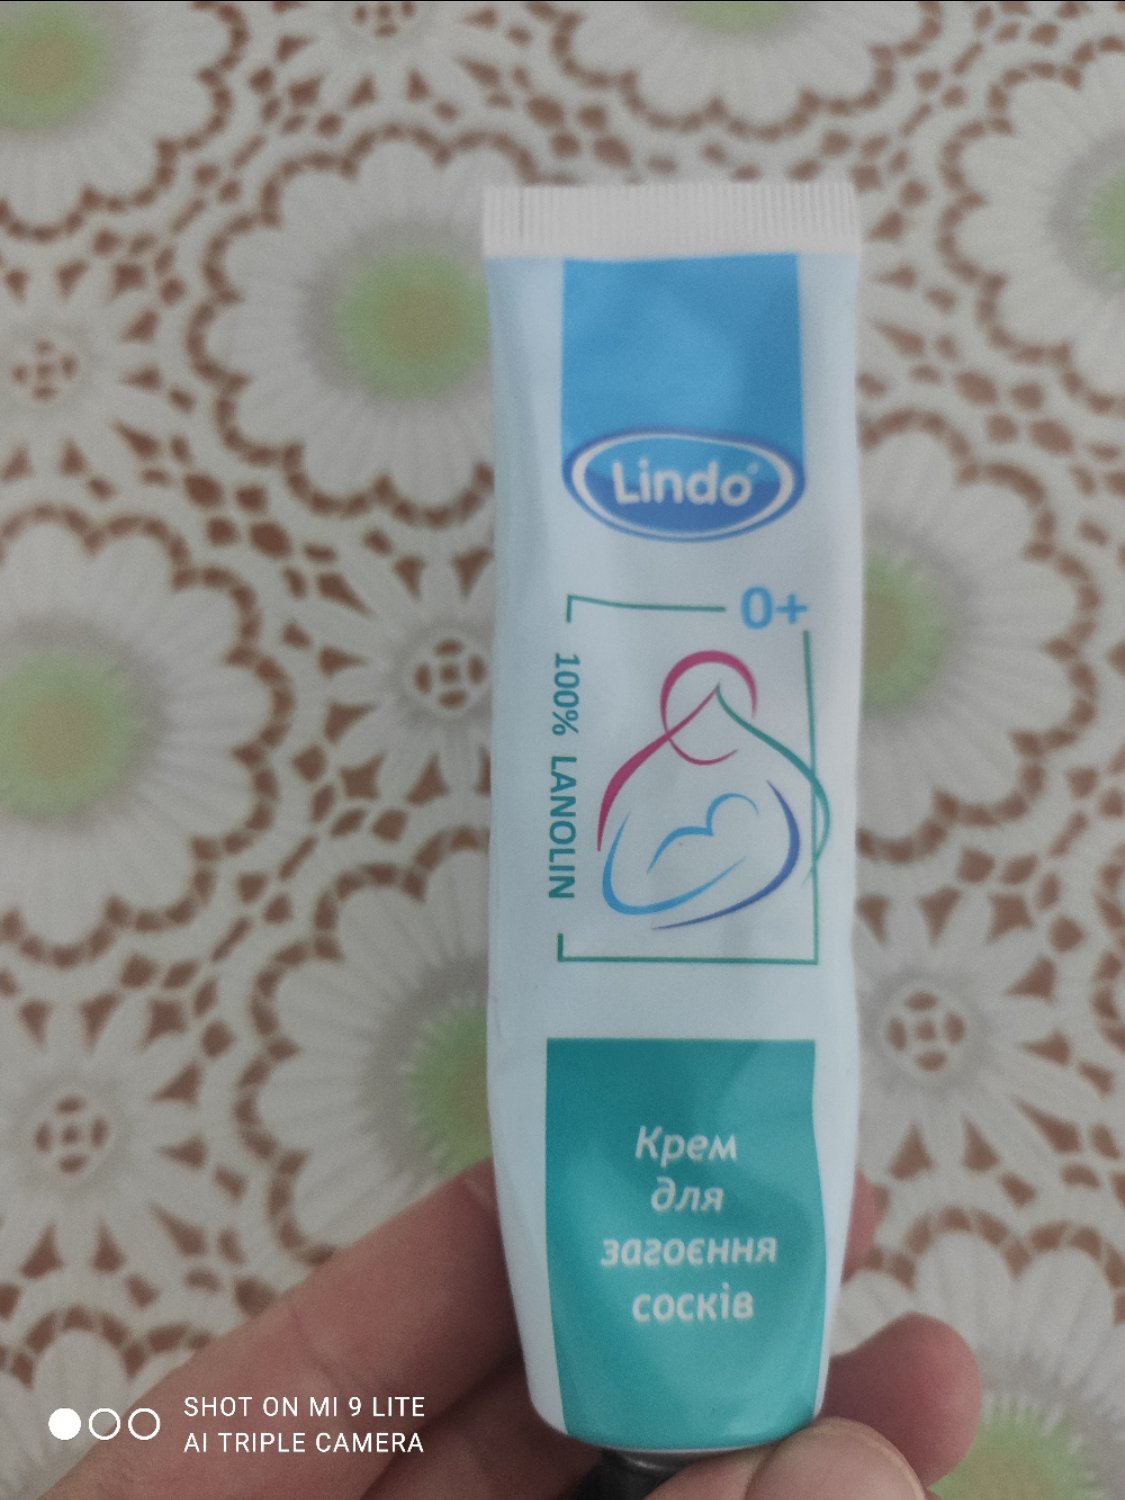 Lindo
0+
100% LANOLIN
Крем
для
загоєння
сосків
SHOT ON MI 9 LITE
AI TRIPLE CAMERA